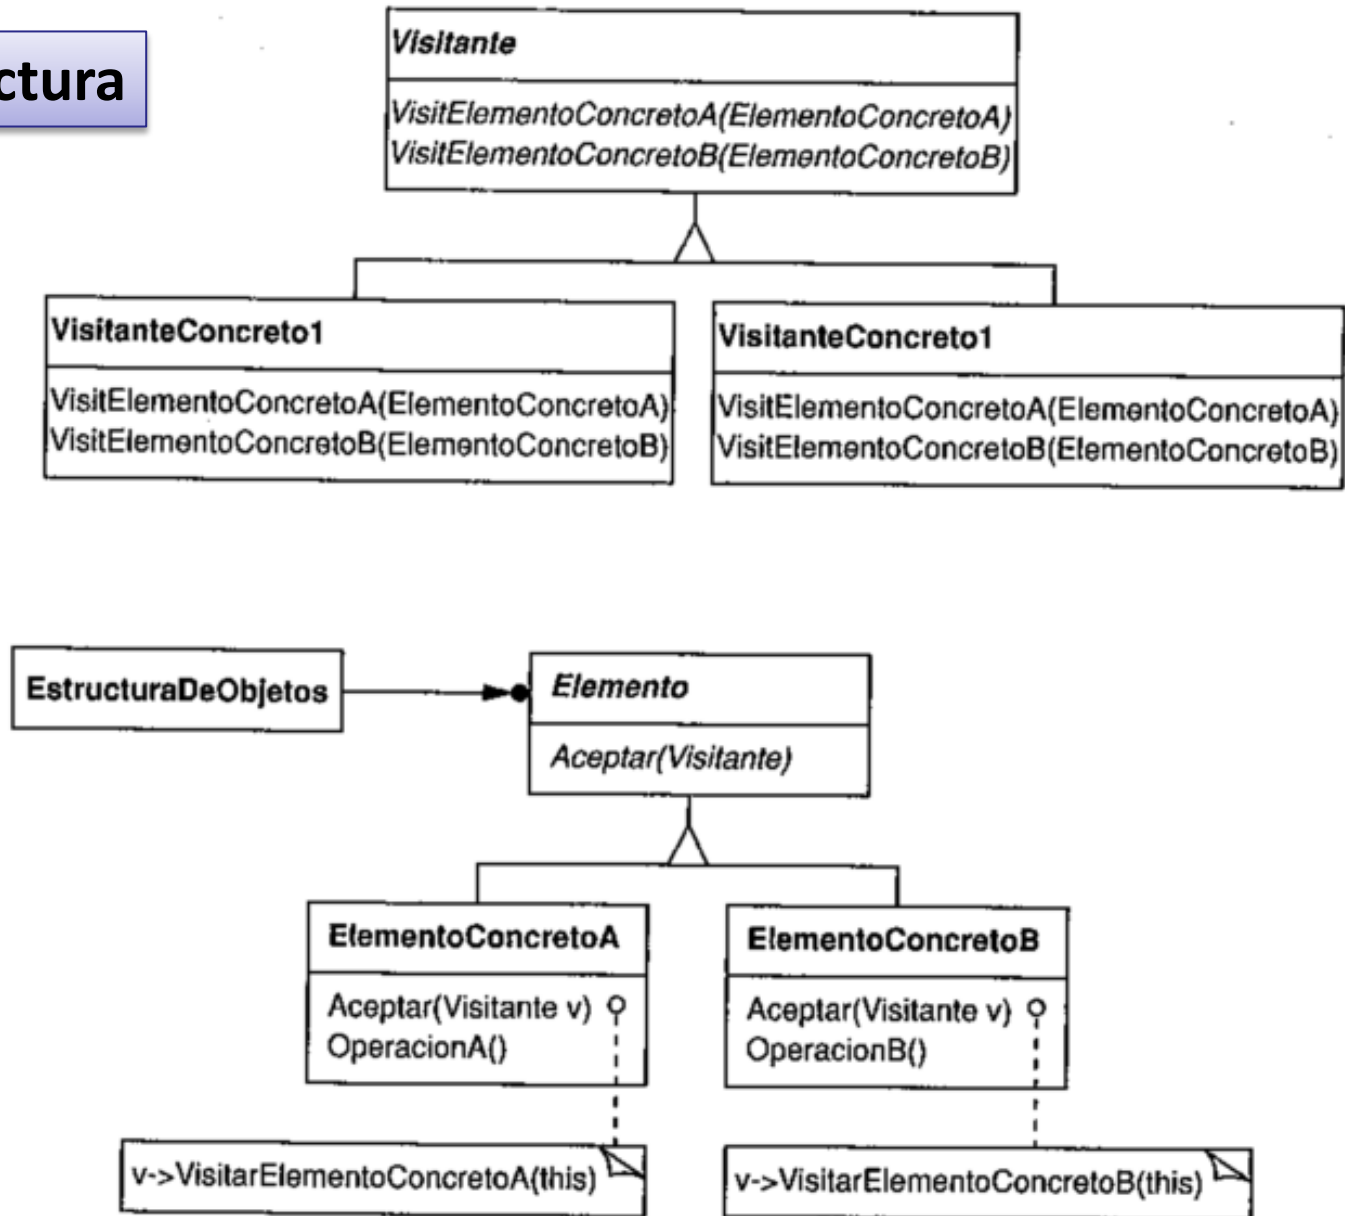 ctura
Visitante
VisitElementoConcretoA(ElementoConcretoA)
VisitElementoConcretoB(ElementoConcretoB)
VisitanteConcreto1
VisitElementoConcretoA(ElementoConcretoA)
VisitElementoConcretoB(ElementoConcretoB)
VisitanteConcreto1
VisitElementoConcretoA(ElementoConcretoA)
VisitElementoConcretoB(ElementoConcretoB)
EstructuraDeObjetos
Elemento
Aceptar(Visitante)
ElementoConcretoA
Aceptar(Visitante v)
OperacionA()
ElementoConcretoB
Aceptar(Visitante v)
OperacionB()
v->VisitarElementoConcretoA(this)
v->VisitarElementoConcretoB(this)